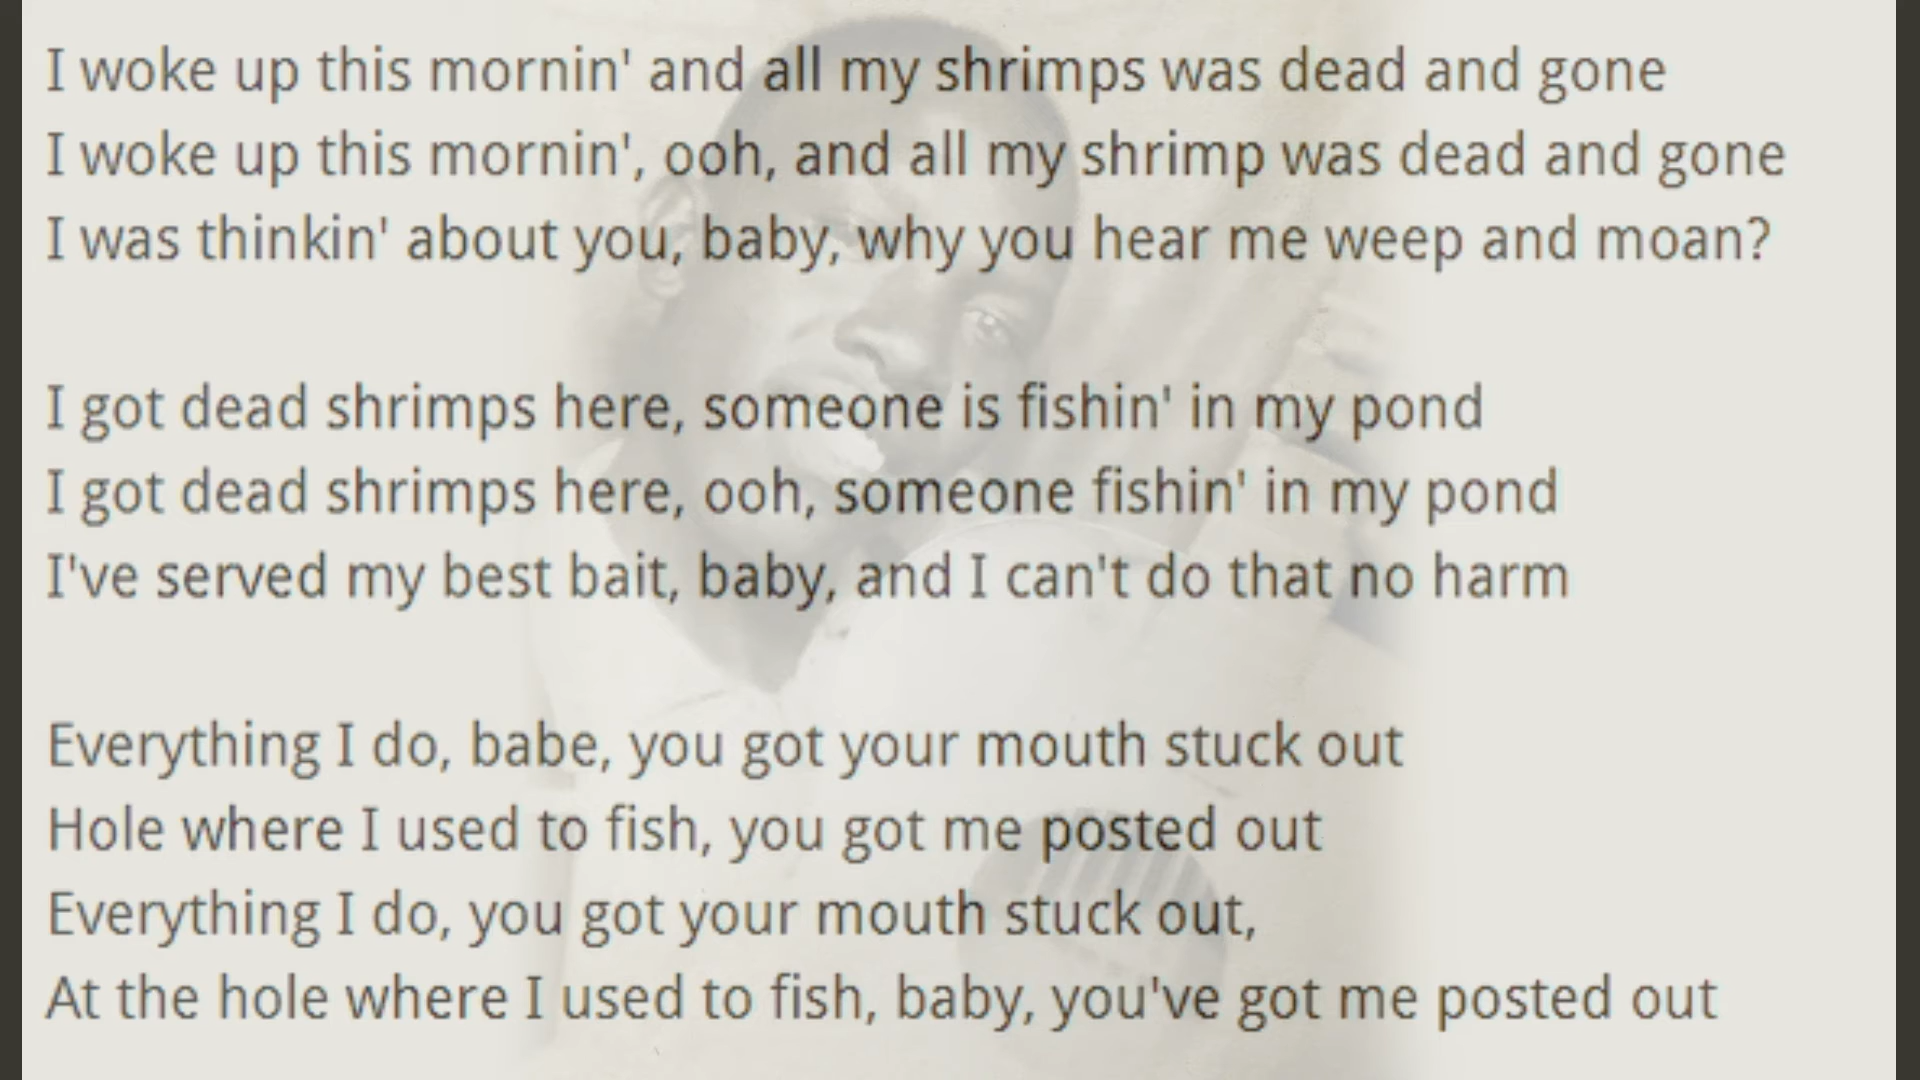 I woke up this mornin' and all my shrimps was dead and gone
I woke up this mornin', ooh, and all my shrimp was dead and gone
I was thinkin' about you, baby, why you hear me weep and moan?
I got dead shrimps here, someone is fishin' in my pond
I got dead shrimps here, ooh, someone fishin' in my pond
I've served my best bait, baby, and I can't do that no harm
Everything I do, babe, you got your mouth stuck out
Hole where I used to fish, you got me posted out
Everything I do, you got your mouth stuck out,
At the hole where I used to fish, baby, you've got me posted out